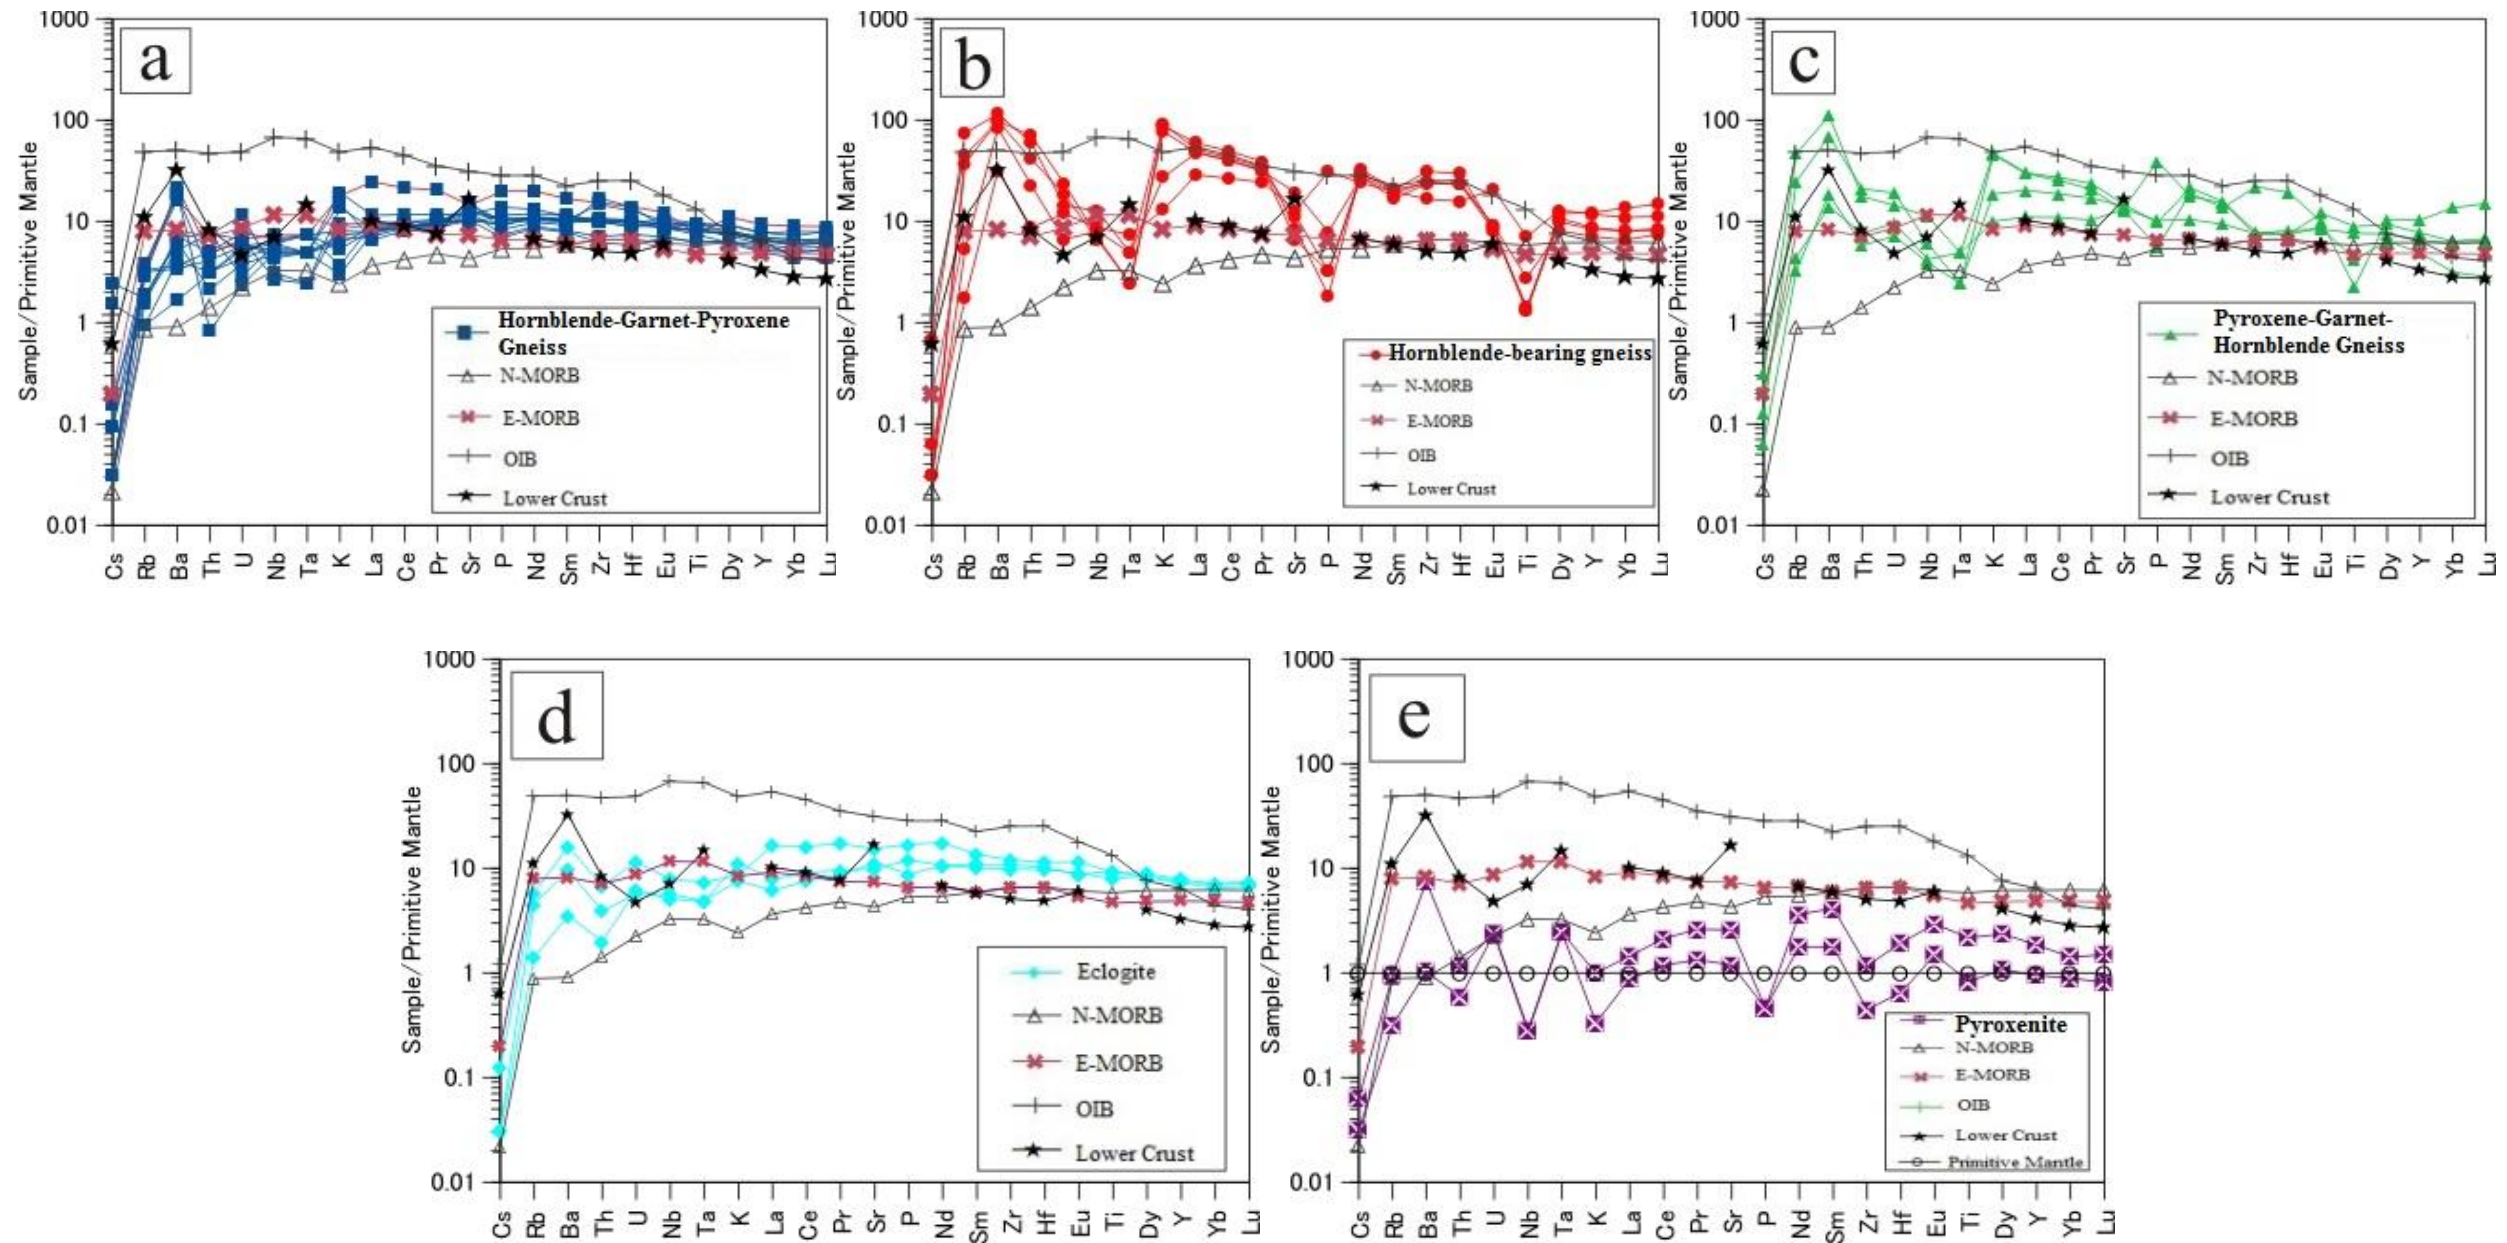 a
1000
100
10
1
0.1
0.01
Sample/Primitive Mantle
Hornblende-Garnet-Pyroxene
Gneiss
N-MORB
E-MORB
OIB
Lower Crust
Cs Rb Ba Th U Nb Ta K La Ce Pr Sr P Nd Sm Zr Hf Eu Ti Dy Y Yb Lu
b
1000
100
10
1
0.1
0.01
Sample/Primitive Mantle
Hornblende-bearing gneiss
N-MORB
E-MORB
OIB
Lower Crust
Cs Rb Ba Th U Nb Ta K La Ce Pr Sr P Nd Sm Zr Hf Eu Ti Dy Y Yb Lu
c
1000
100
10
1
0.1
0.01
Sample/Primitive Mantle
Pyroxene-Garnet-
Hornblende Gneiss
N-MORB
E-MORB
OIB
Lower Crust
Cs Rb Ba Th U Nb Ta K La Ce Pr Sr P Nd Sm Zr Hf Eu Ti Dy Y Yb Lu
d
1000
100
10
1
0.1
0.01
Sample/Primitive Mantle
Eclogite
N-MORB
E-MORB
OIB
Lower Crust
Cs Rb Ba Th U Nb Ta K La Ce Pr Sr P Nd Sm Zr Hf Eu Ti Dy Y Yb Lu
e
1000
100
10
1
0.1
0.01
Sample/Primitive Mantle
Pyroxenite
N-MORB
E-MORB
OIB
Lower Crust
Primitive Mantle
Cs Rb Ba Th U Nb Ta K La Ce Pr Sr P Nd Sm Zr Hf Eu Ti Dy Y Yb Lu